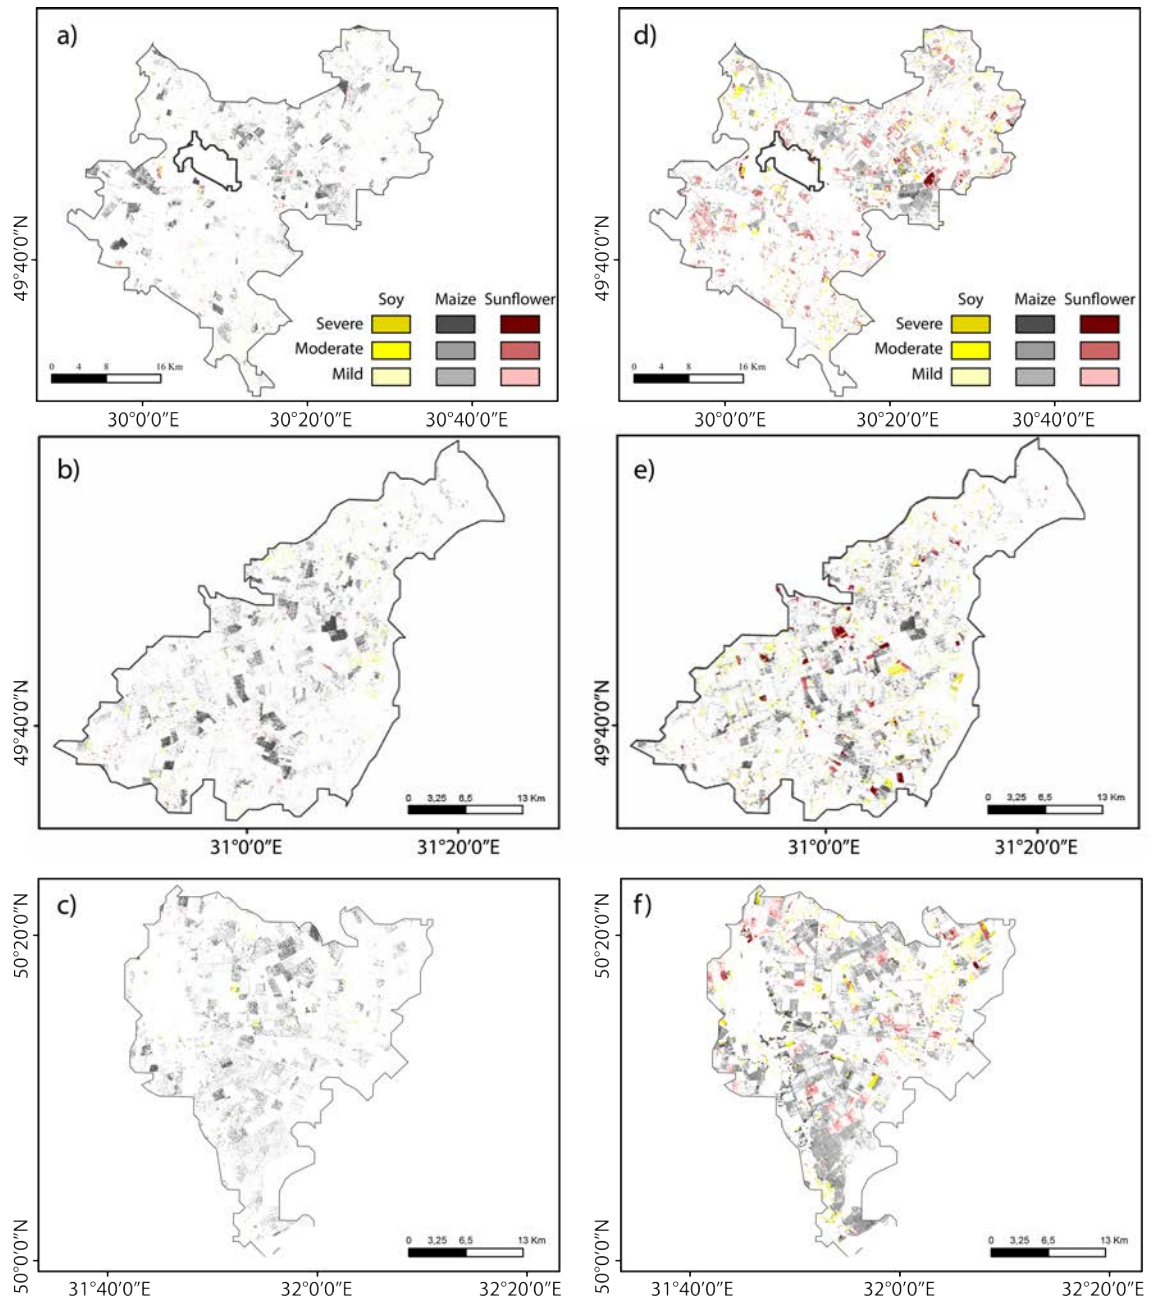 a)
49°40′0″N
Soy Maize Sunflower
Severe
Moderate
Mild
0 4 8 16 Km
30°0′0″E 30°20′0″E 30°40′0″E
d)
49°40′0″N
Soy Maize Sunflower
Severe
Moderate
Mild
0 4 8 16 Km
30°0′0″E 30°20′0″E 30°40′0″E
b)
49°40′0″N
0 3,25 6,5 13 Km
31°0′0″E 31°20′0″E
e)
49°40′0″N
0 3,25 6,5 13 Km
31°0′0″E 31°20′0″E
c)
50°20′0″N
50°0′0″N
0 3,25 6,5 13 Km
31°40′0″E 32°0′0″E 32°20′0″E
f)
50°20′0″N
50°0′0″N
0 3,25 6,5 13 Km
31°40′0″E 32°0′0″E 32°20′0″E